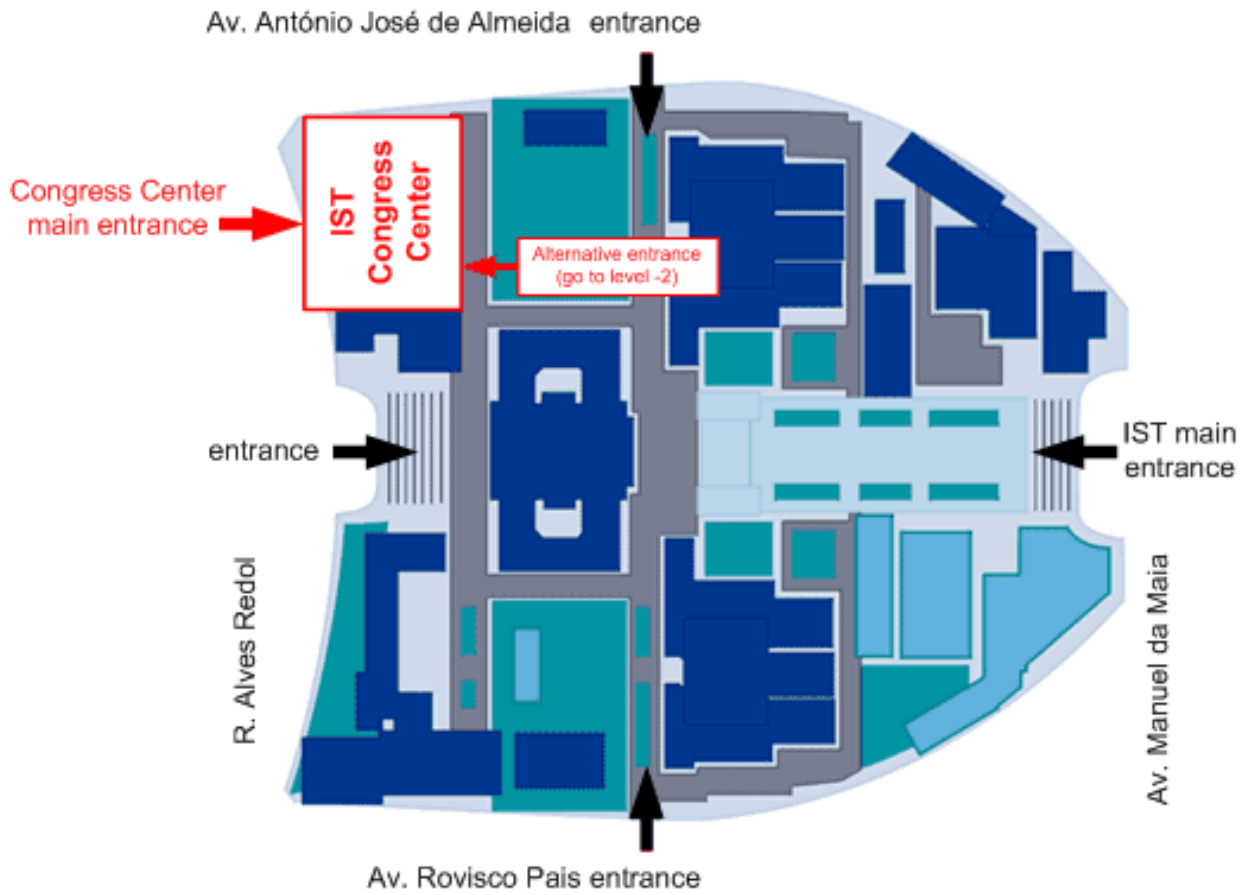 Av. António José de Almeida entrance
Congress Center
main entrance
IST
Congress
Center
Alternative entrance
(go to level -2)
entrance
IST main
entrance
R. Alves Redol
Av. Manuel da Maia
Av. Rovisco Pais entrance